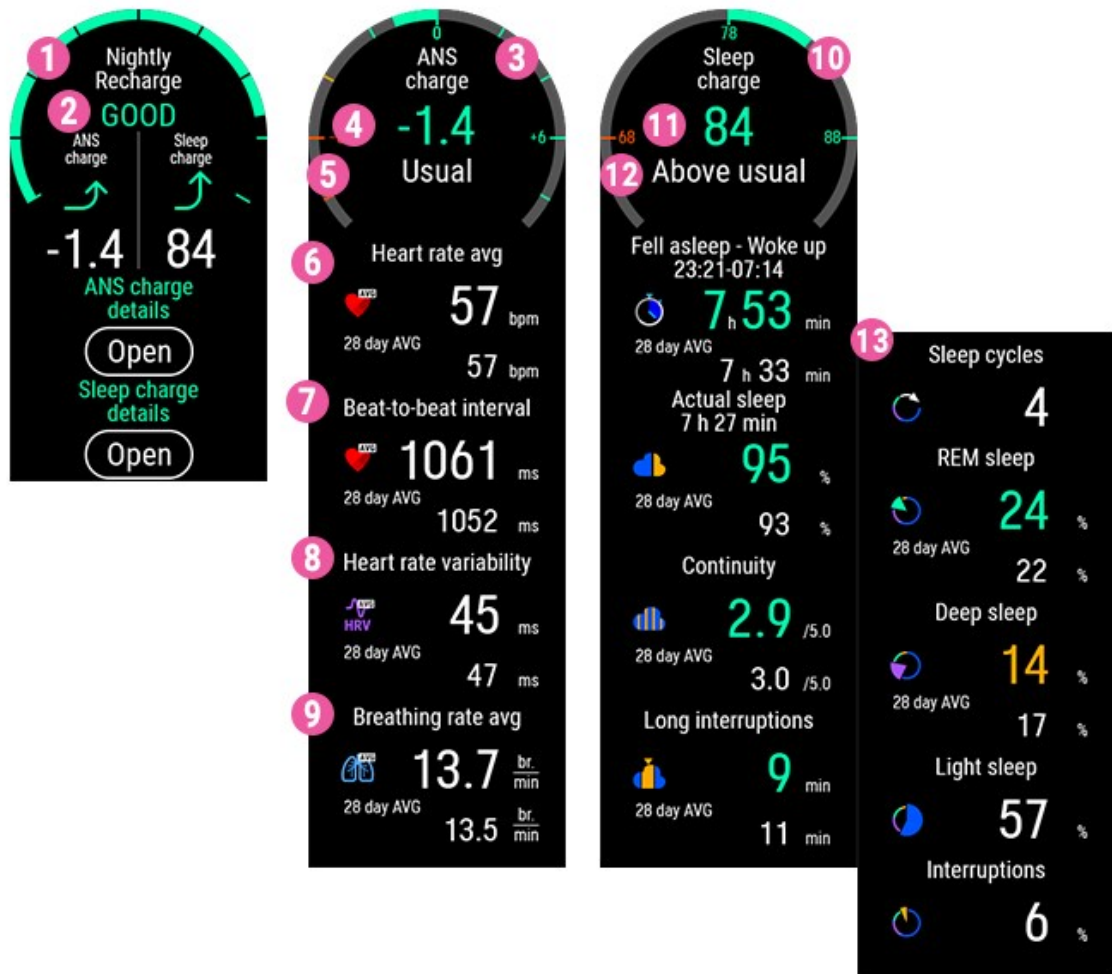 1
Nightly
Recharge
2
GOOD
ANS
charge
Sleep
charge
-1.4
84
ANS charge
details
Open
Sleep charge
details
Open
0
ANS
charge
3
4
-1.4
+6
5
Usual
6
Heart rate avg
AVG
57 bpm
28 day AVG
57 bpm
7
Beat-to-beat interval
AVG
1061 ms
28 day AVG
1052 ms
8
Heart rate variability
AVG
HRV
45 ms
28 day AVG
47 ms
9
Breathing rate avg
AVG
13.7 br./min
28 day AVG
13.5 br./min
78
Sleep
charge
10
68
11
84
88
12
Above usual
Fell asleep - Woke up
23:21-07:14
7 h 53 min
28 day AVG
7 h 33 min
Actual sleep
7 h 27 min
95 %
28 day AVG
93 %
Continuity
2.9 /5.0
28 day AVG
3.0 /5.0
Long interruptions
9 min
28 day AVG
11 min
13
Sleep cycles
4
REM sleep
24 %
28 day AVG
22 %
Deep sleep
14 %
28 day AVG
17 %
Light sleep
57 %
Interruptions
6 %